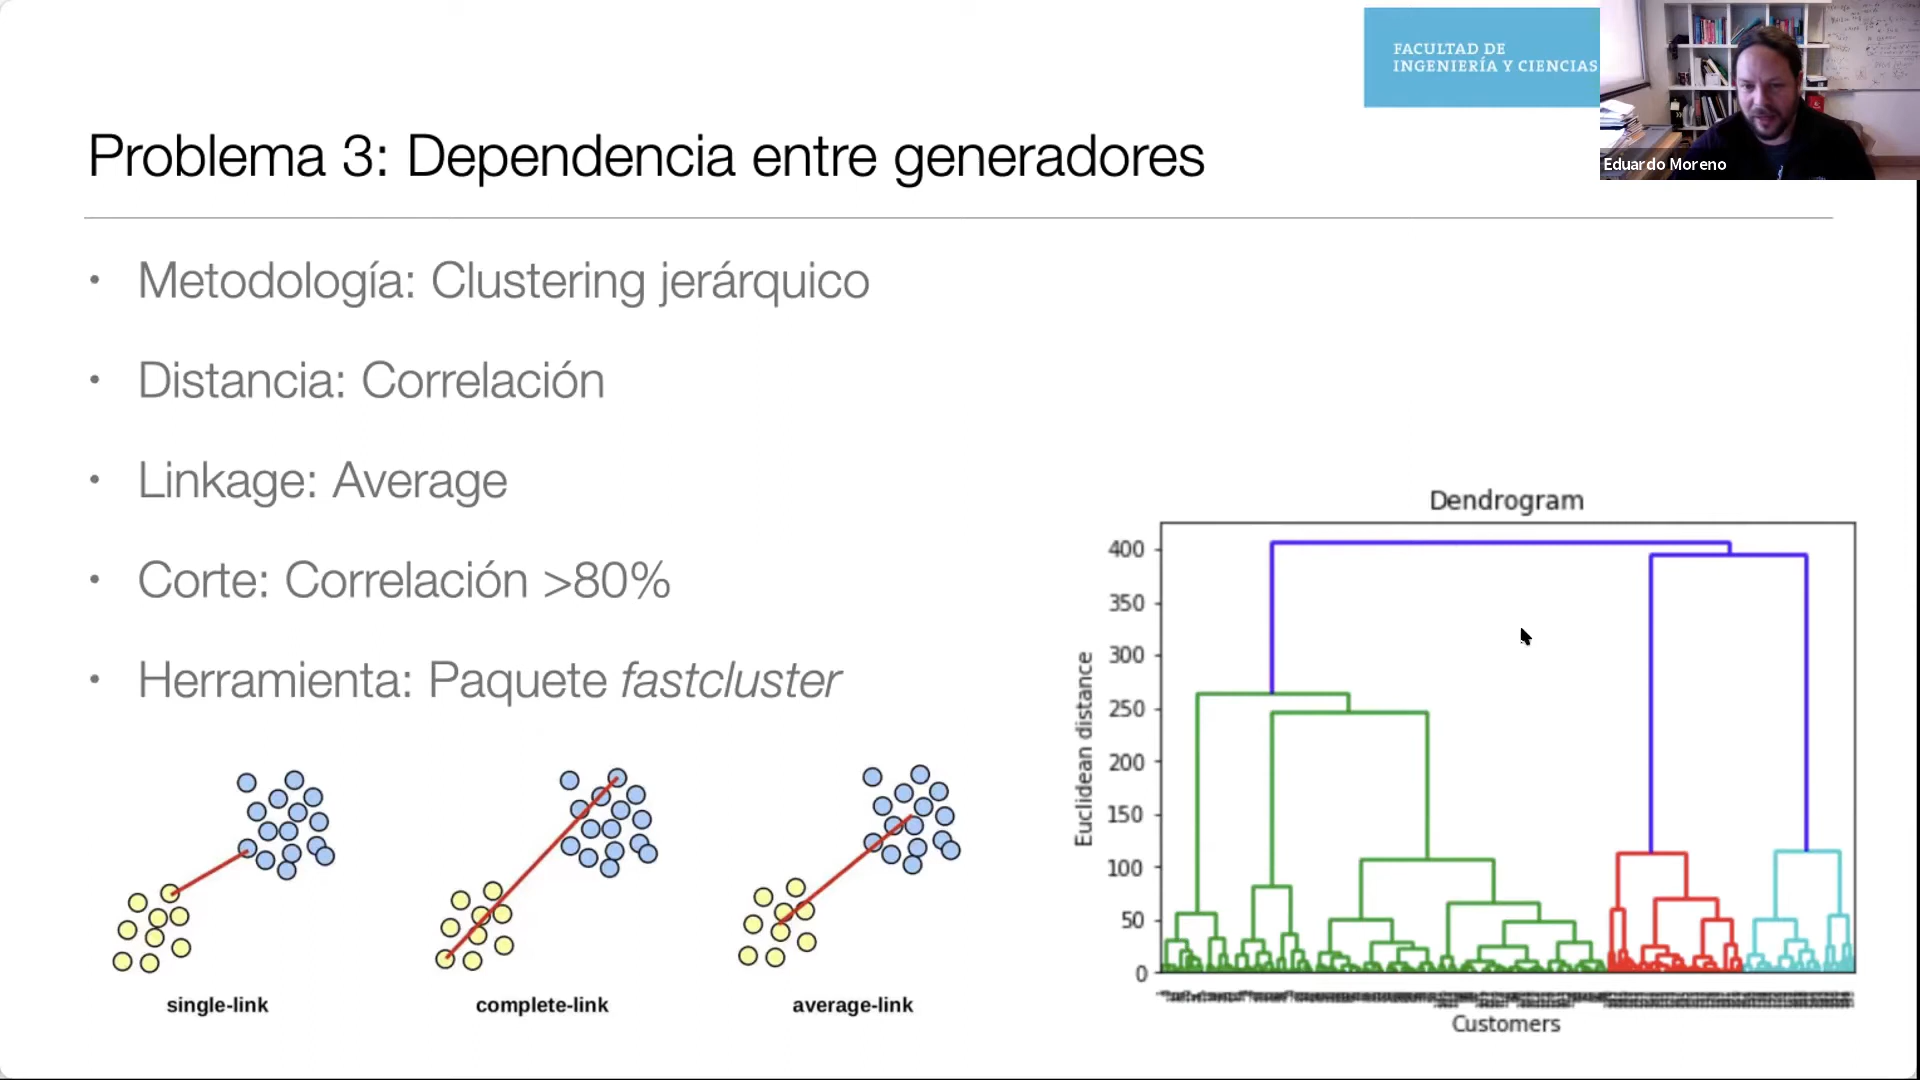 FACULTAD DE
INGENIERÍA Y CIENCIAS
Eduardo Moreno
Problema 3: Dependencia entre generadores
• Metodología: Clustering jerárquico
• Distancia: Correlación
• Linkage: Average
• Corte: Correlación >80%
• Herramienta: Paquete fastcluster
single-link
complete-link
average-link
Dendrogram
Euclidean distance
400
350
300
250
200
150
100
50
0
Customers